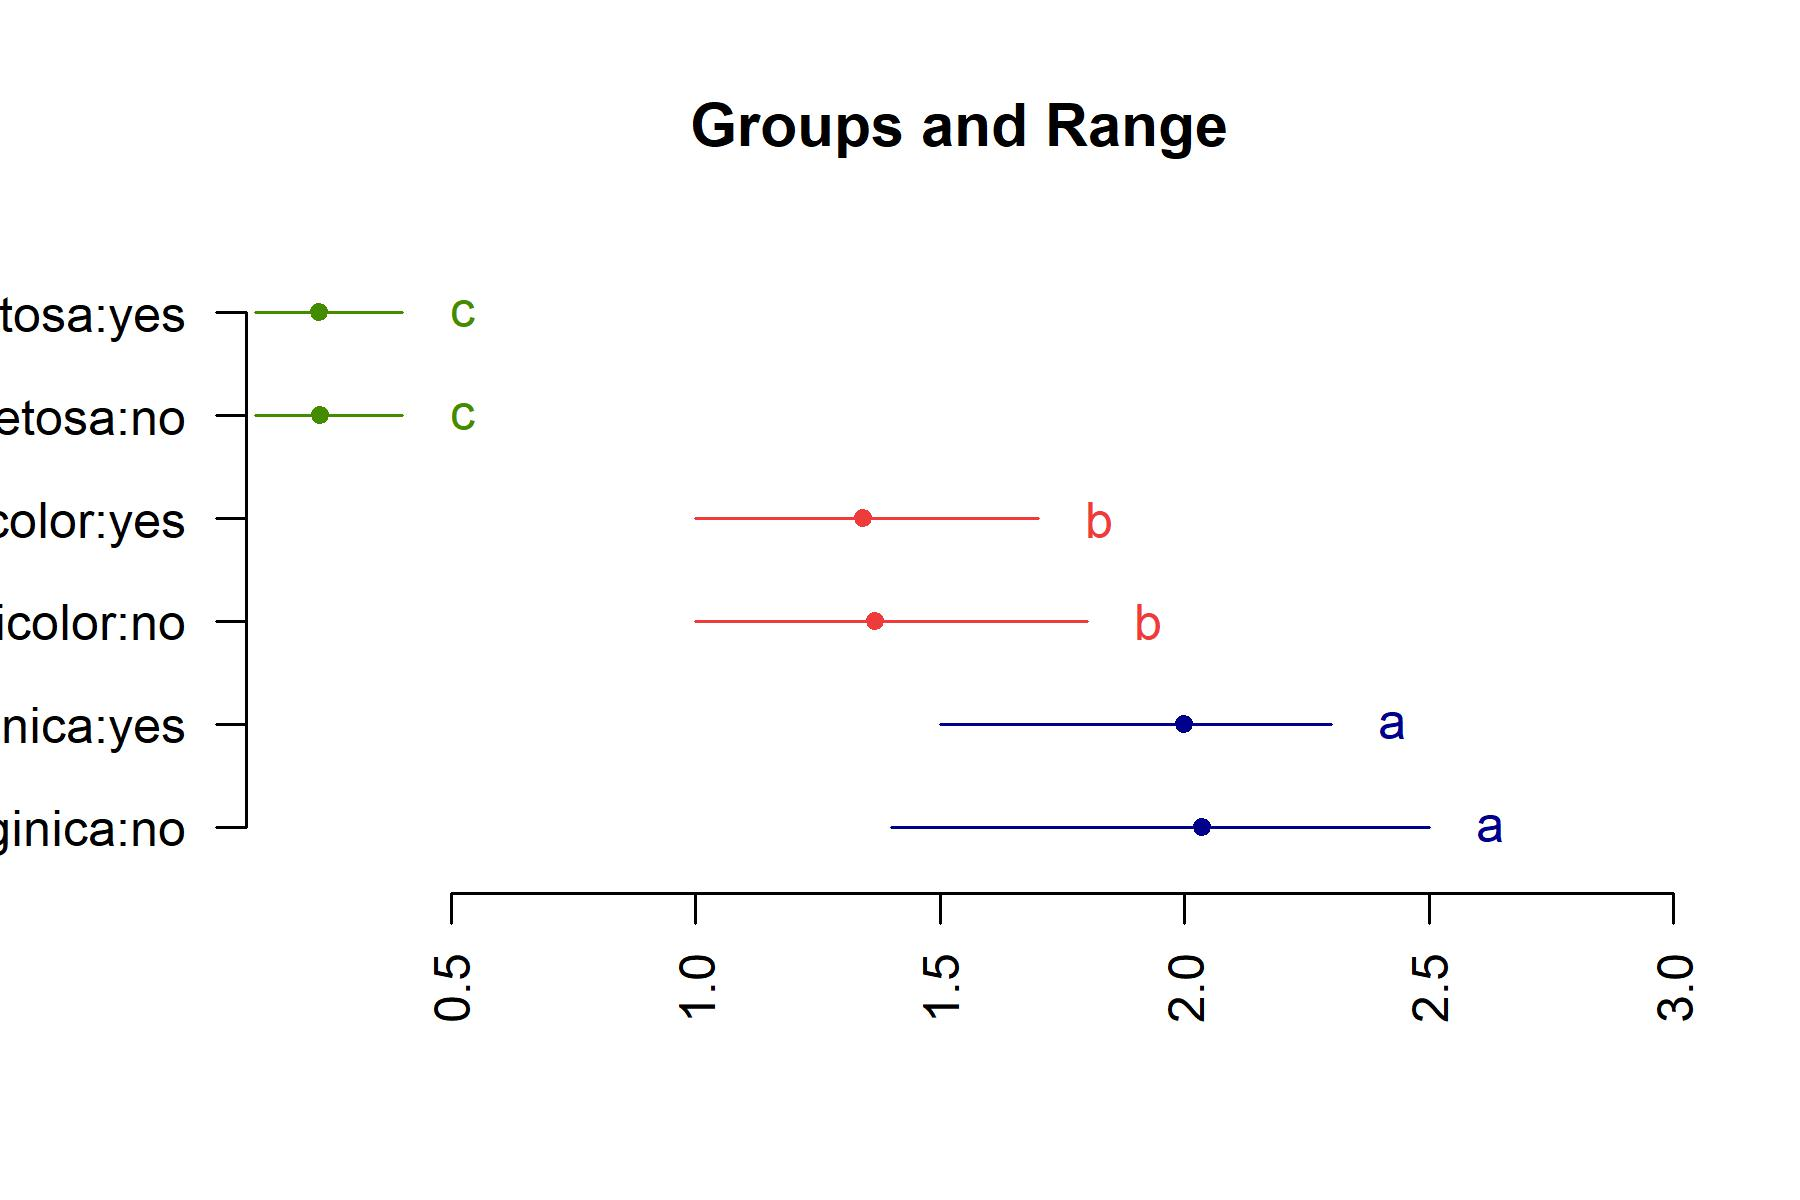 Groups and Range
tosa:yes c
etosa:no c
color:yes b
icolor:no b
nica:yes a
ginica:no a
0.5 1.0 1.5 2.0 2.5 3.0